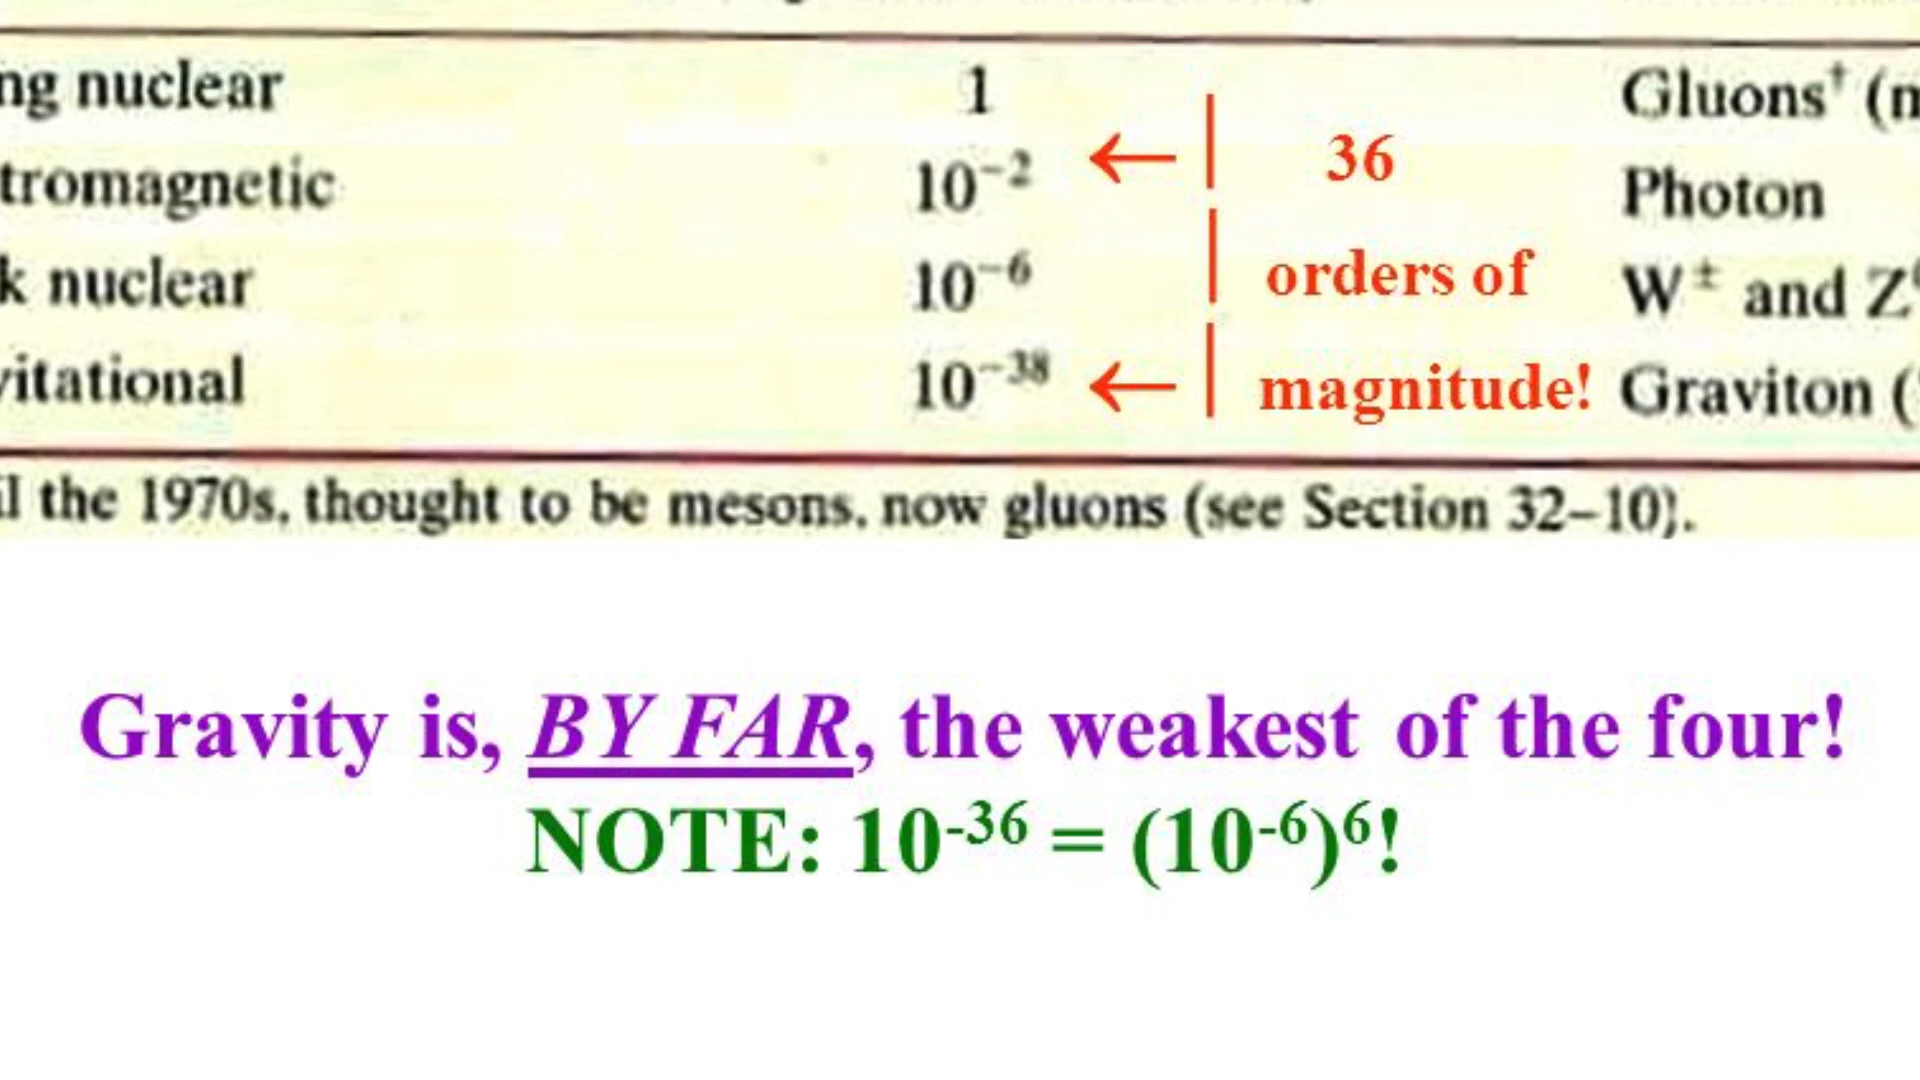 ng nuclear 1 Gluons† (n
tromagnetic 10⁻² ← | 36 Photon
k nuclear 10⁻⁶ | orders of W± and Z
vitational 10⁻³⁸ ← | magnitude! Graviton (
il the 1970s, thought to be mesons, now gluons (see Section 32–10).
Gravity is, BY FAR, the weakest of the four!
NOTE: 10⁻³⁶ = (10⁻⁶)⁶!